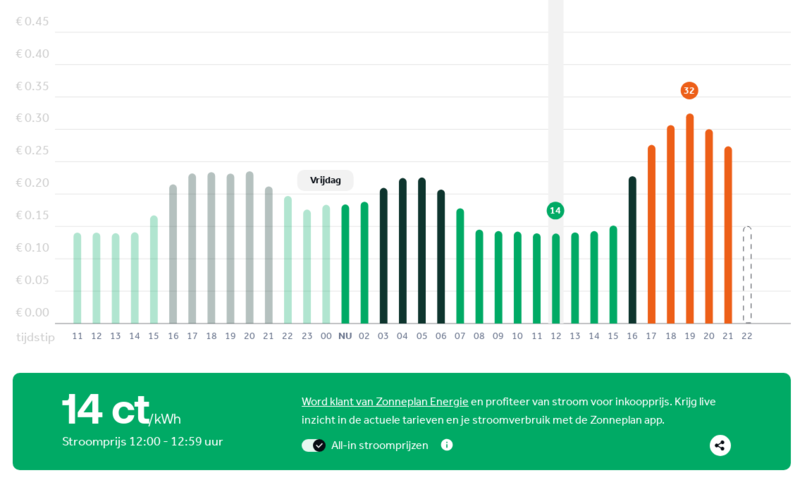 € 0.45
€ 0.40
€ 0.35
32
€ 0.30
€ 0.25
Vrijdag
€ 0.20
14
€ 0.15
€ 0.10
€ 0.05
€ 0.00
tijdstip 11 12 13 14 15 16 17 18 19 20 21 22 23 00 NU 02 03 04 05 06 07 08 09 10 11 12 13 14 15 16 17 18 19 20 21 22
14 ct/kWh
Stroomprijs 12:00 - 12:59 uur
Word klant van Zonneplan Energie en profiteer van stroom voor inkoopprijs. Krijg live
inzicht in de actuele tarieven en je stroomverbruik met de Zonneplan app.
All-in stroomprijzen i